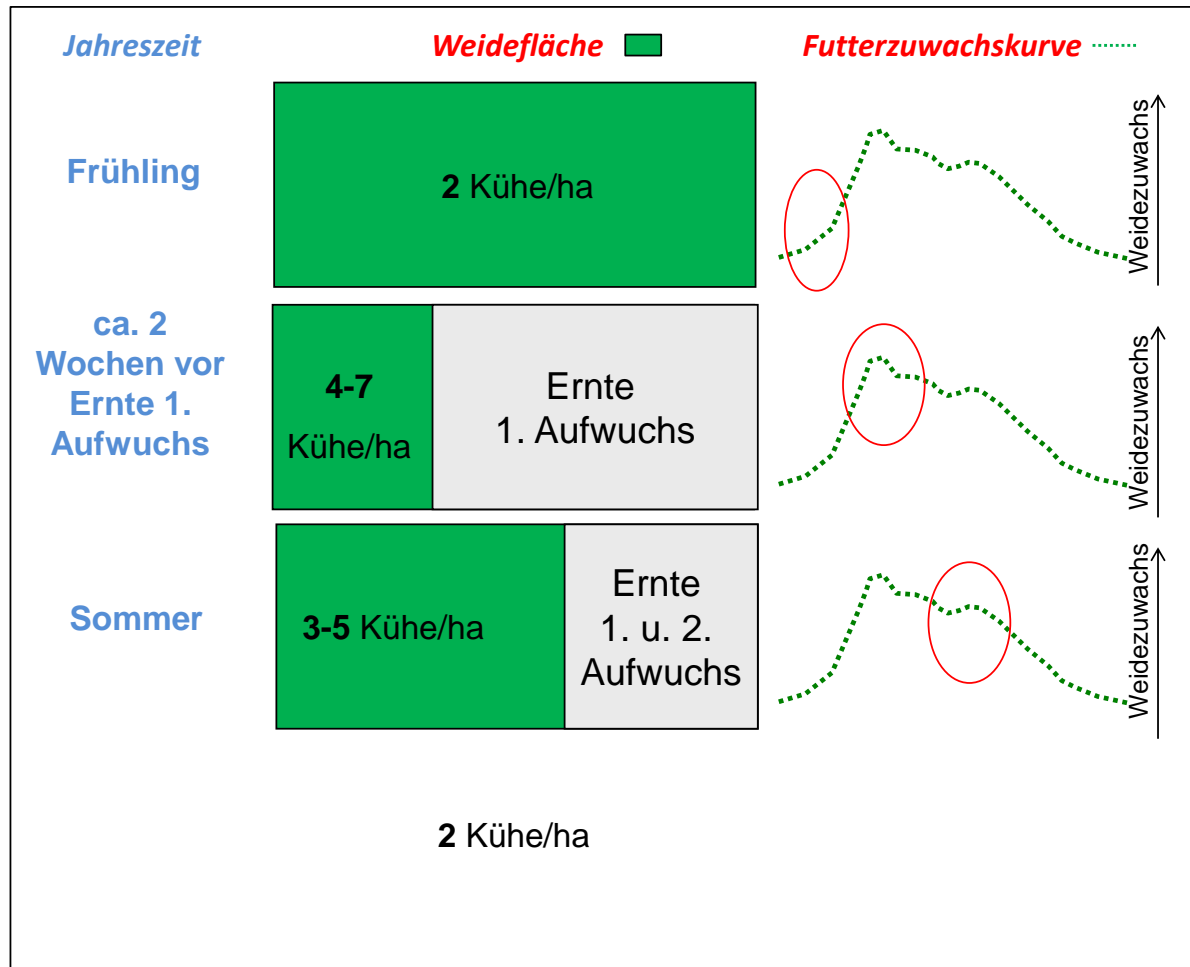 Jahreszeit
Weidefläche
Futterzuwachskurve
Frühling
2 Kühe/ha
Weidezuwachs
ca. 2
Wochen vor
Ernte 1.
Aufwuchs
4-7
Kühe/ha
Ernte
1. Aufwuchs
Weidezuwachs
Sommer
3-5 Kühe/ha
Ernte
1. u. 2.
Aufwuchs
Weidezuwachs
2 Kühe/ha